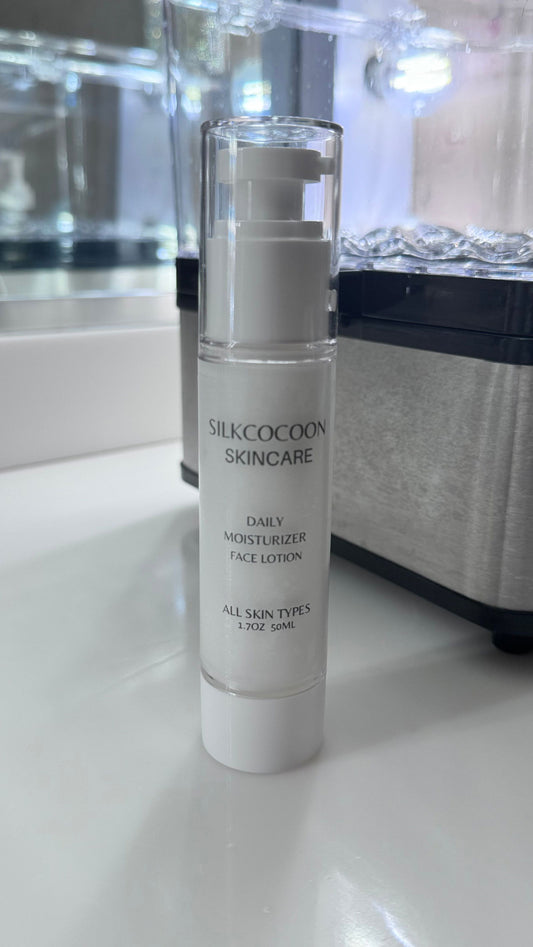 SILKCOCOON
SKINCARE
DAILY
MOISTURIZER
FACE LOTION
ALL SKIN TYPES
1.7OZ 50ML